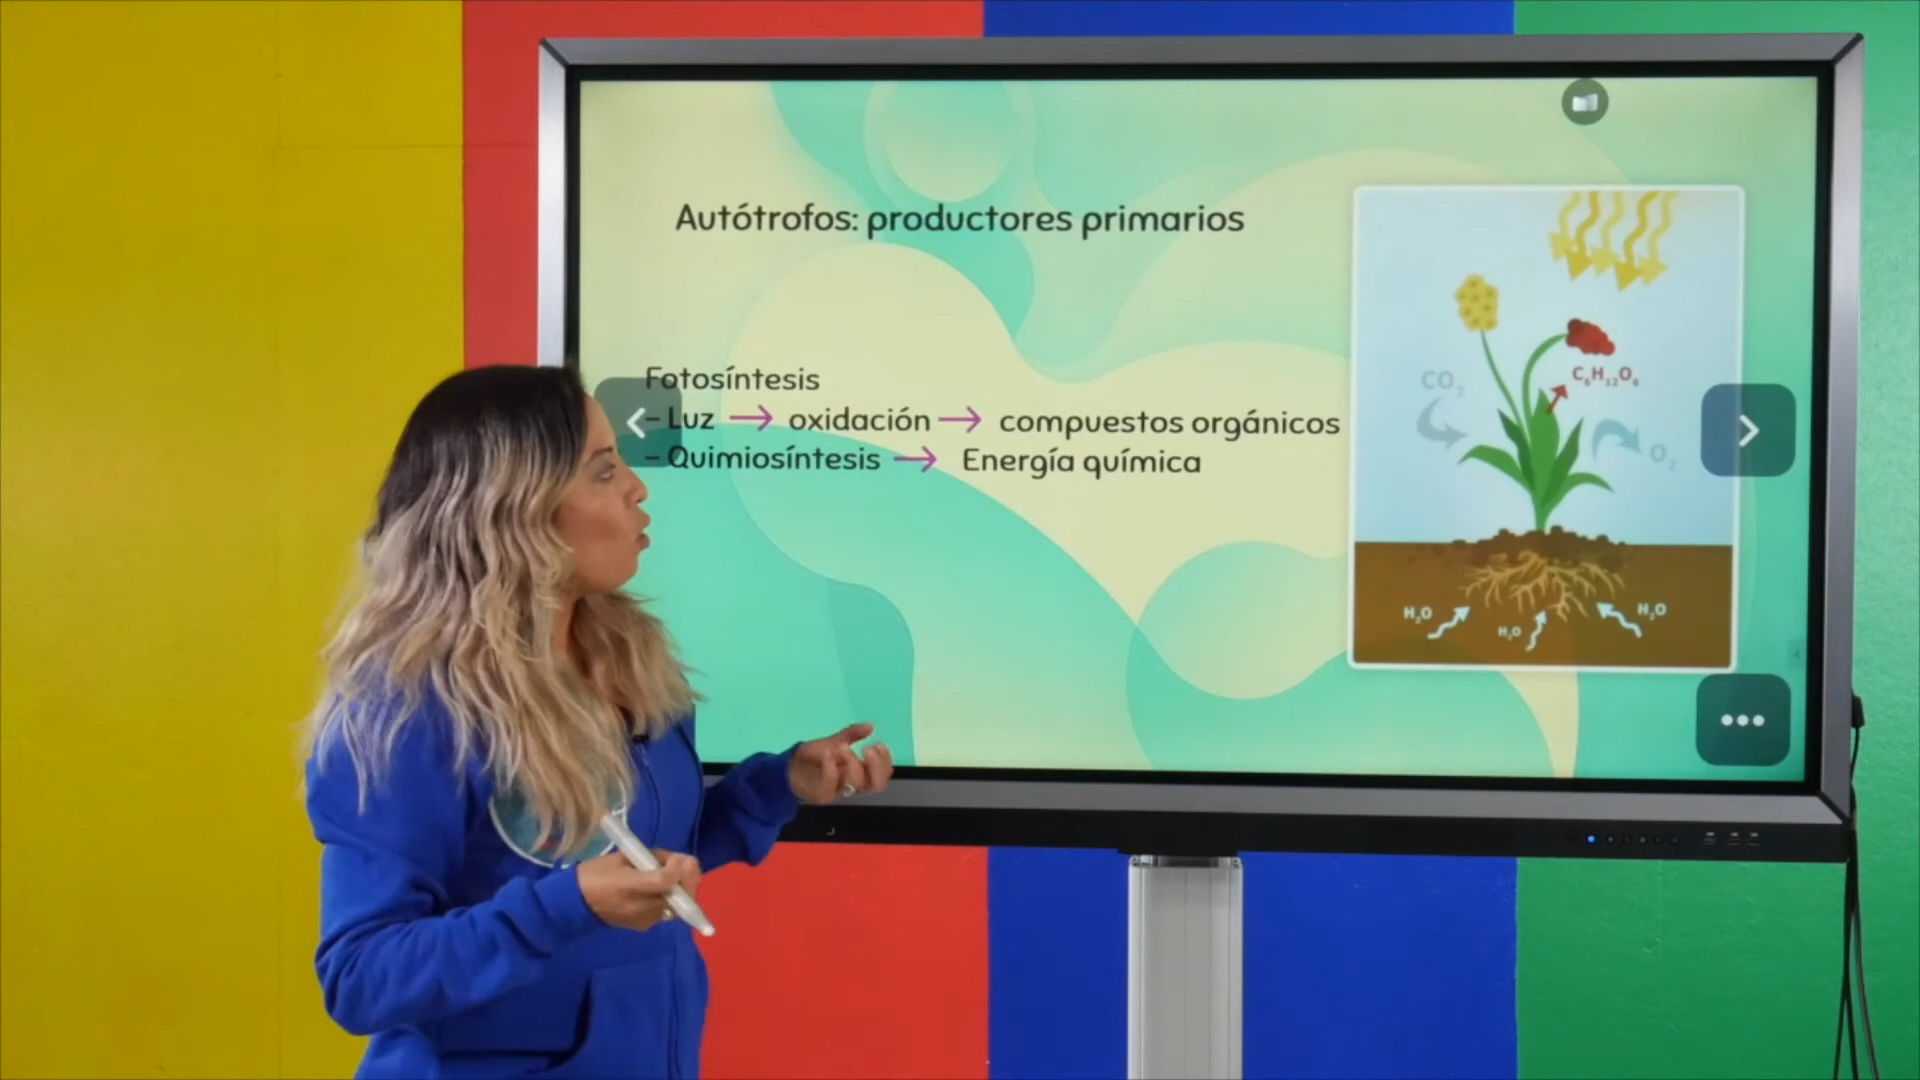 Autótrofos: productores primarios
Fotosíntesis
- Luz → oxidación → compuestos orgánicos
- Quimiosíntesis → Energía química
CO₂
C₆H₁₂O₆
O₂
H₂O
H₂O
H₂O